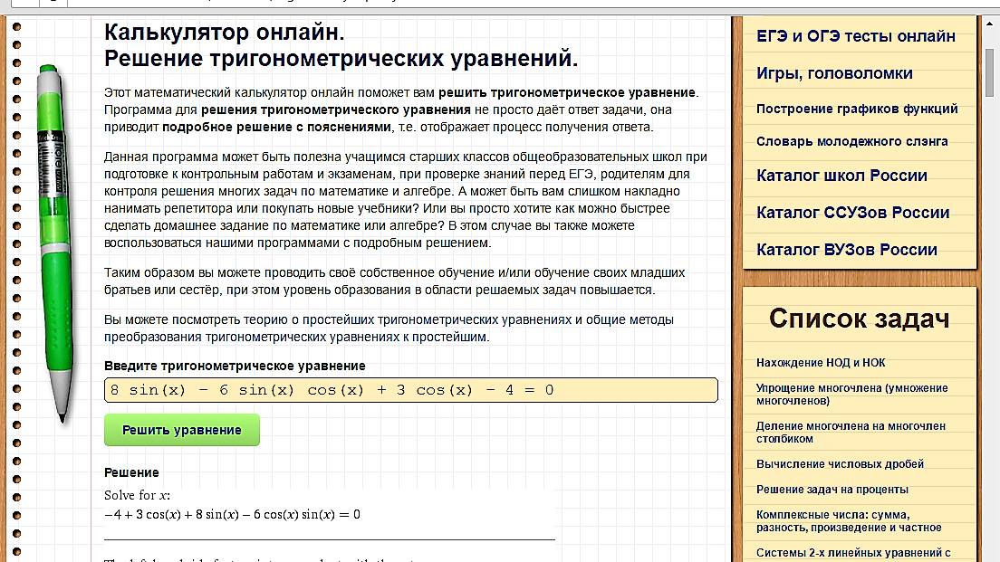 Калькулятор онлайн.
Решение тригонометрических уравнений.
Этот математический калькулятор онлайн поможет вам решить тригонометрическое уравнение.
Программа для решения тригонометрического уравнения не просто даёт ответ задачи, она
приводит подробное решение с пояснениями, т.е. отображает процесс получения ответа.
Данная программа может быть полезна учащимся старших классов общеобразовательных школ при
подготовке к контрольным работам и экзаменам, при проверке знаний перед ЕГЭ, родителям для
контроля решения многих задач по математике и алгебре. А может быть вам слишком накладно
нанимать репетитора или покупать новые учебники? Или вы просто хотите как можно быстрее
сделать домашнее задание по математике или алгебре? В этом случае вы также можете
воспользоваться нашими программами с подробным решением.
Таким образом вы можете проводить своё собственное обучение и/или обучение своих младших
братьев или сестёр, при этом уровень образования в области решаемых задач повышается.
Вы можете посмотреть теорию о простейших тригонометрических уравнениях и общие методы
преобразования тригонометрических уравнениях к простейшим.
Введите тригонометрическое уравнение
8 sin(x) − 6 sin(x) cos(x) + 3 cos(x) − 4 = 0
Решить уравнение
Решение
Solve for x:
−4 + 3 cos(x) + 8 sin(x) − 6 cos(x) sin(x) = 0
ЕГЭ и ОГЭ тесты онлайн
Игры, головоломки
Построение графиков функций
Словарь молодежного слэнга
Каталог школ России
Каталог ССУЗов России
Каталог ВУЗов России
Список задач
Нахождение НОД и НОК
Упрощение многочлена (умножение
многочленов)
Деление многочлена на многочлен
столбиком
Вычисление числовых дробей
Решение задач на проценты
Комплексные числа: сумма,
разность, произведение и частное
Системы 2-х линейных уравнений с